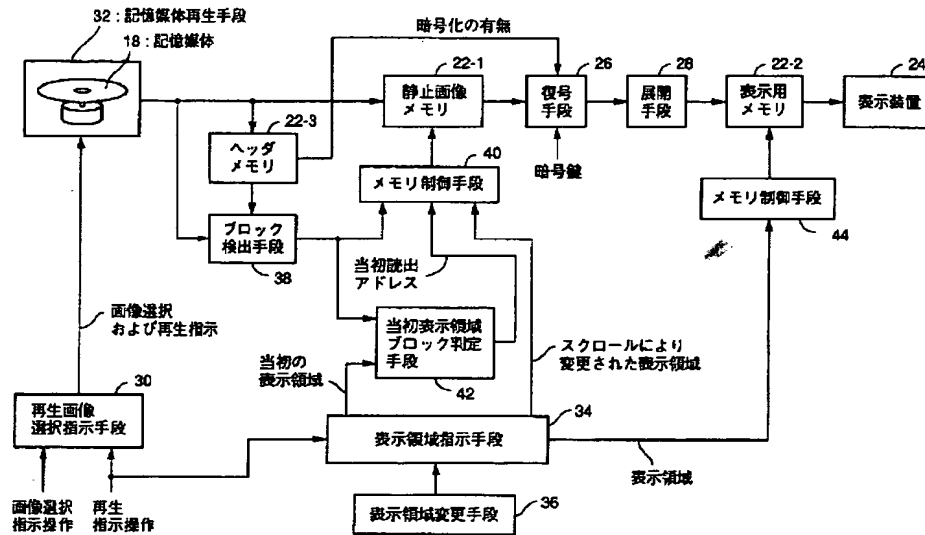 32：記憶媒体再生手段
18：記憶媒体
暗号化の有無
22-1
静止画像
メモリ
26
復号
手段
28
展開
手段
22-2
表示用
メモリ
24
表示装置
22-3
ヘッダ
メモリ
40
メモリ制御手段
暗号鍵
メモリ制御手段
44
ブロック
検出手段
38
当初読出
アドレス
画像選択
および再生指示
当初表示領域
ブロック判定
手段
42
スクロールにより
変更された表示領域
当初の
表示領域
30
再生画像
選択指示手段
34
表示領域指示手段
表示領域
画像選択
指示操作
再生
指示操作
表示領域変更手段
36